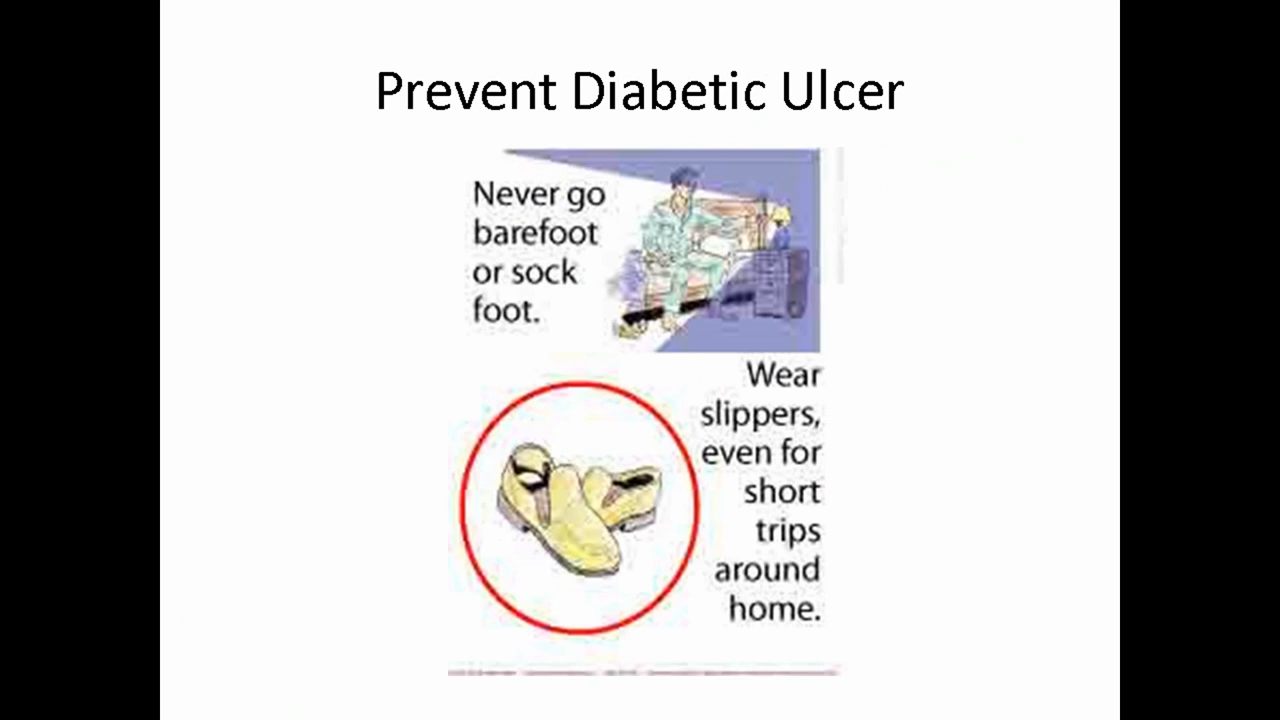 Prevent Diabetic Ulcer
Never go
barefoot
or sock
foot.
Wear
slippers,
even for
short
trips
around
home.